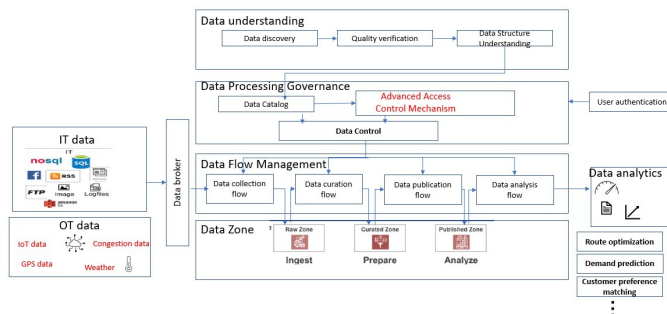 Data understanding
Data discovery
Quality verification
Data Structure
Understanding
Data Processing Governance
Data Catalog
Advanced Access
Control Mechanism
User authentication
Data Control
IT data
IT
nosql
SQL
RSS
FTP
image
Logfiles
amazon
OT data
IoT data
Congestion data
GPS data
Weather
Data broker
Data Flow Management
Data collection
flow
Data curation
flow
Data publication
flow
Data analysis
flow
Data Zone
Raw Zone
Curated Zone
Published Zone
Ingest
Prepare
Analyze
Data analytics
Route optimization
Demand prediction
Customer preference
matching